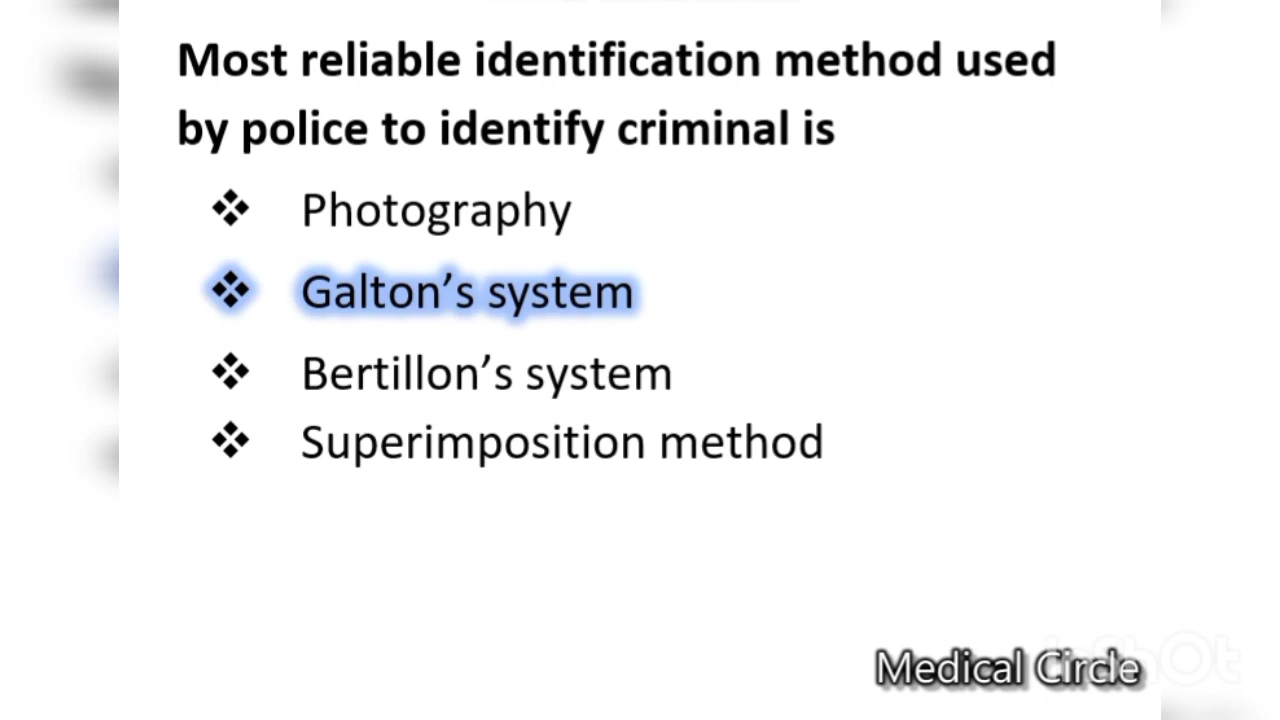 Most reliable identification method used
by police to identify criminal is
❖ Photography
❖ Galton’s system
❖ Bertillon’s system
❖ Superimposition method
Medical Circle